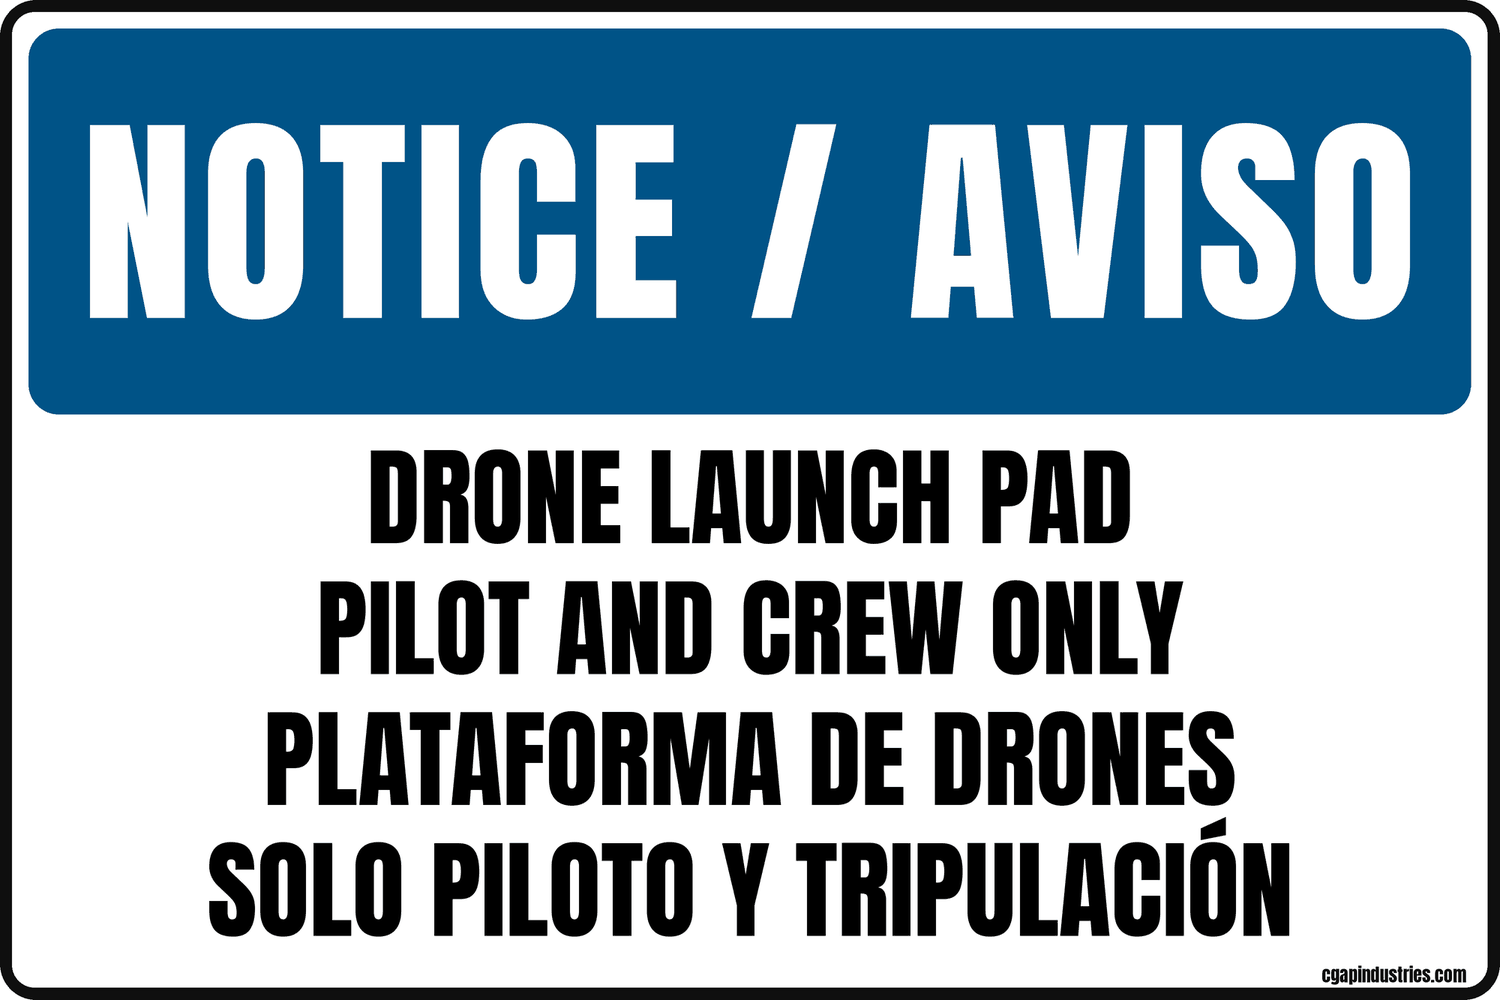 NOTICE / AVISO
DRONE LAUNCH PAD
PILOT AND CREW ONLY
PLATAFORMA DE DRONES
SOLO PILOTO Y TRIPULACIÓN
cgapindustries.com